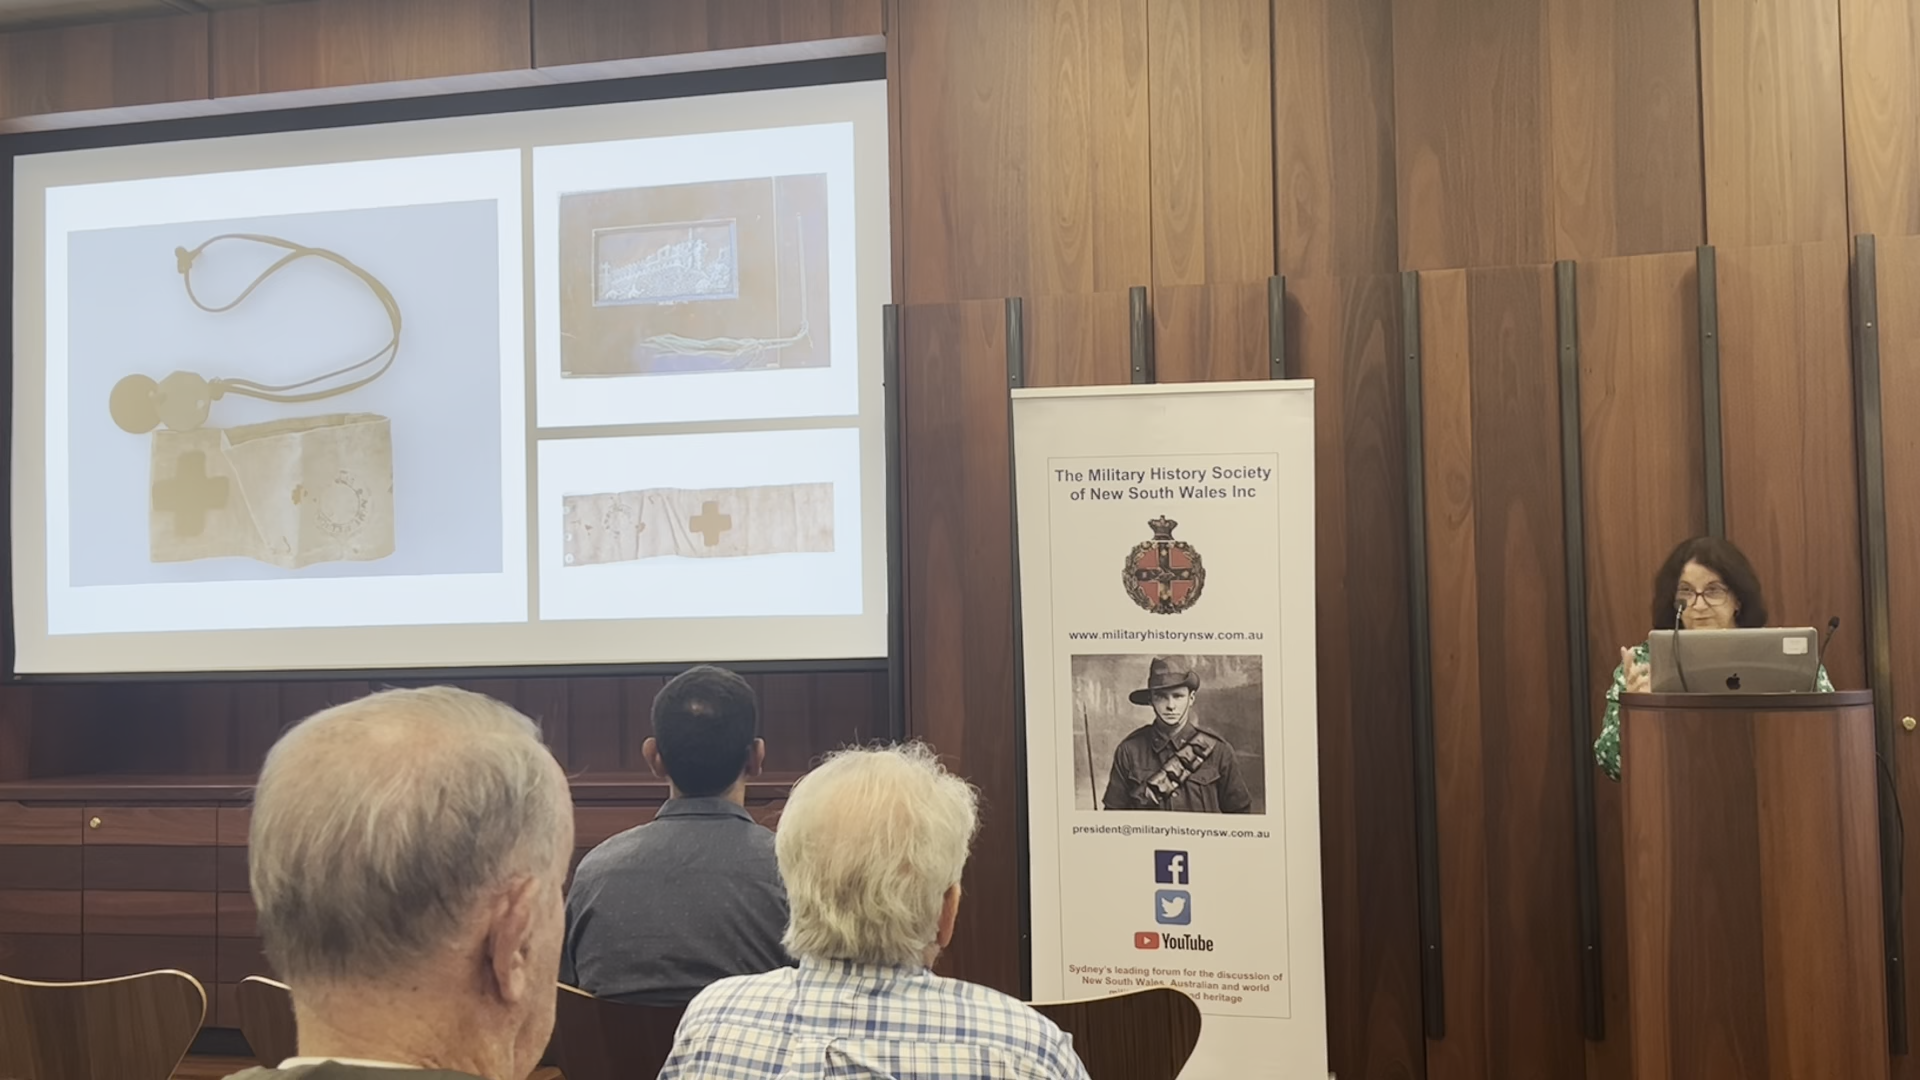 The Military History Society
of New South Wales Inc
www.militaryhistorynsw.com.au
president@militaryhistorynsw.com.au
YouTube
Sydney's leading forum for the discussion of
New South Wales, Australian and world
heritage